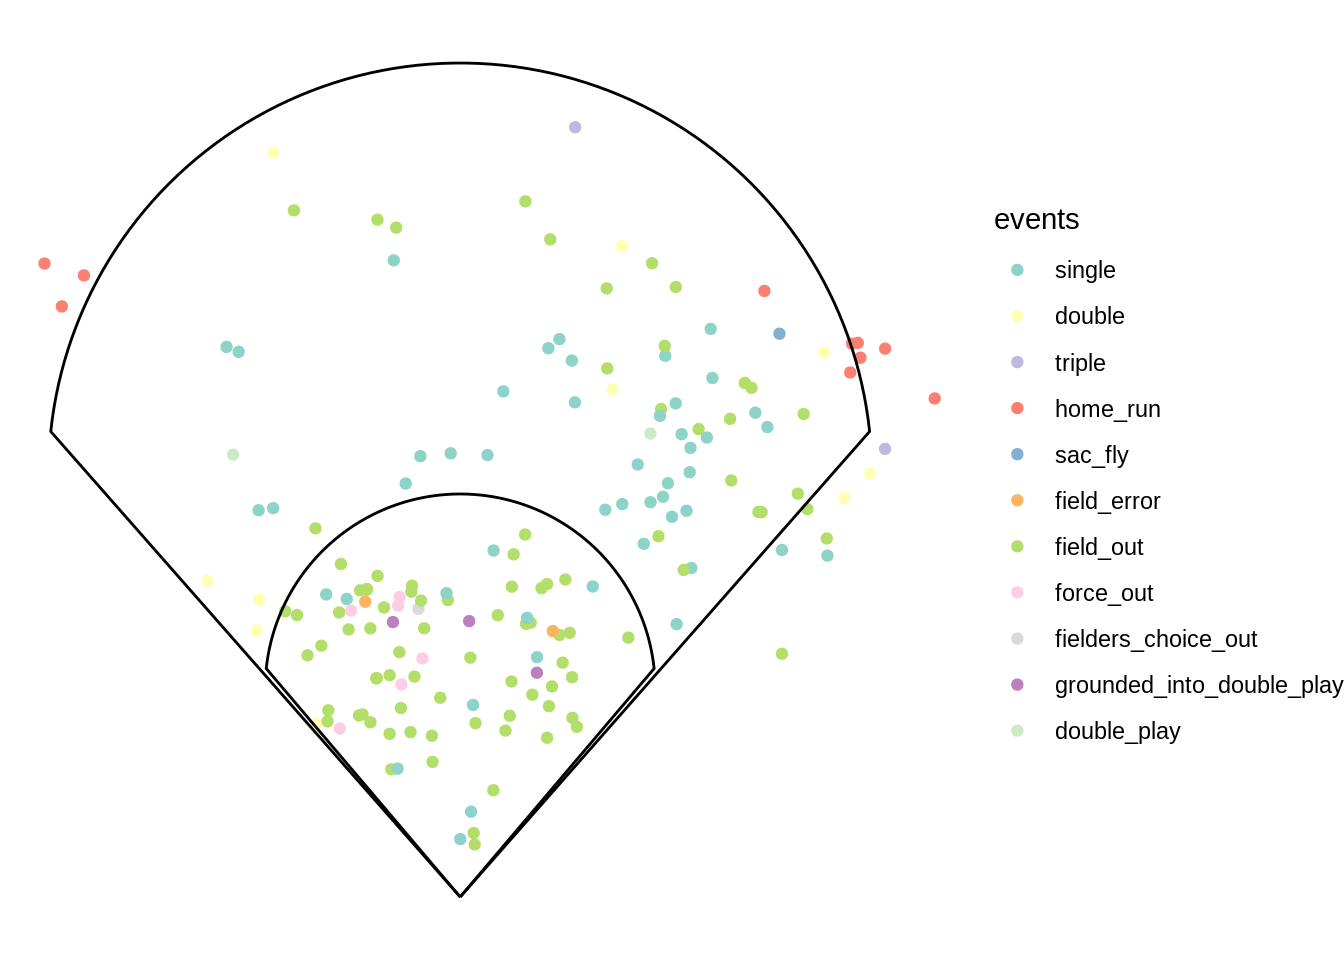 events
single
double
triple
home_run
sac_fly
field_error
field_out
force_out
fielders_choice_out
grounded_into_double_play
double_play